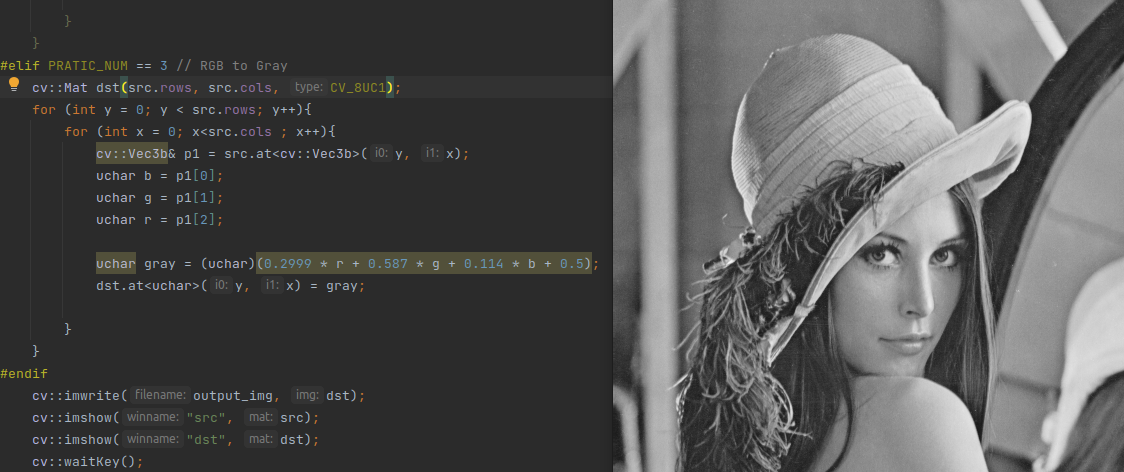 }
}
#elif PRATIC_NUM == 3 // RGB to Gray
cv::Mat dst(src.rows, src.cols, type: CV_8UC1);
for (int y = 0; y < src.rows; y++){
for (int x = 0; x<src.cols ; x++){
cv::Vec3b& p1 = src.at<cv::Vec3b>(i0: y, i1: x);
uchar b = p1[0];
uchar g = p1[1];
uchar r = p1[2];
uchar gray = (uchar)(0.2999 * r + 0.587 * g + 0.114 * b + 0.5);
dst.at<uchar>(i0: y, i1: x) = gray;
}
}
#endif
cv::imwrite(filename: output_img, img: dst);
cv::imshow(winname: "src", mat: src);
cv::imshow(winname: "dst", mat: dst);
cv::waitKey();